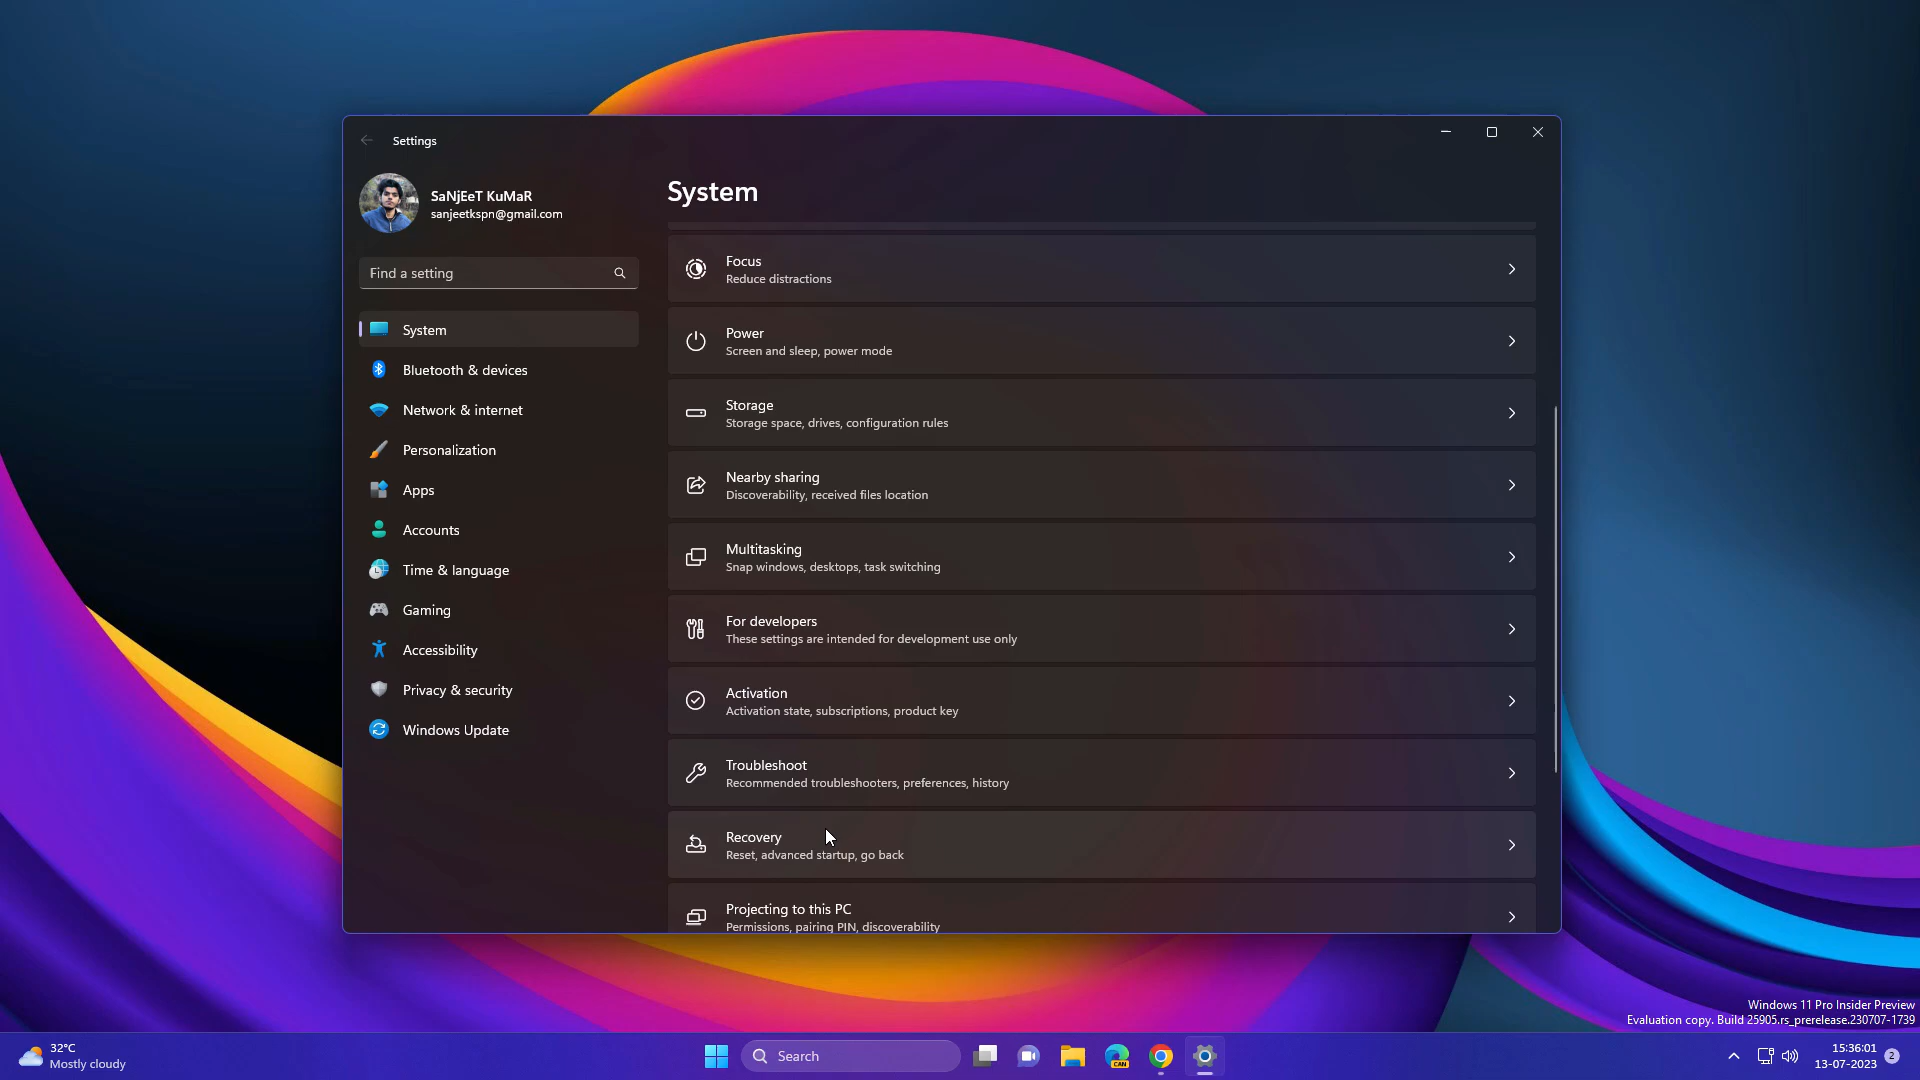 Settings
SaNjEeT KuMaR
sanjeetkspn@gmail.com
Find a setting
System
Bluetooth & devices
Network & internet
Personalization
Apps
Accounts
Time & language
Gaming
Accessibility
Privacy & security
Windows Update
System
Focus
Reduce distractions
Power
Screen and sleep, power mode
Storage
Storage space, drives, configuration rules
Nearby sharing
Discoverability, received files location
Multitasking
Snap windows, desktops, task switching
For developers
These settings are intended for development use only
Activation
Activation state, subscriptions, product key
Troubleshoot
Recommended troubleshooters, preferences, history
Recovery
Reset, advanced startup, go back
Projecting to this PC
Permissions, pairing PIN, discoverability
Windows 11 Pro Insider Preview
Evaluation copy. Build 25905.rs_prerelease.230707-1739
32°C
Mostly cloudy
Search
CAN
15:36:01
13-07-2023
2